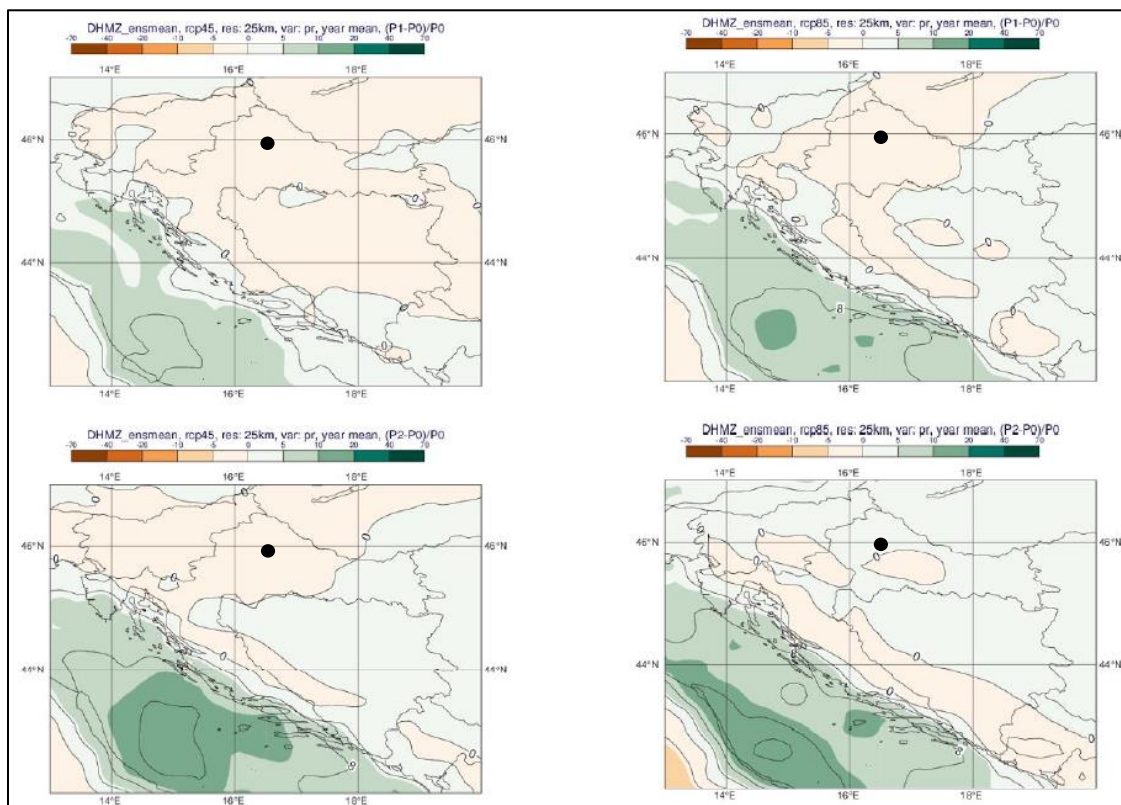 DHMZ_ensmean, rcp45, res: 25km, var: pr, year mean, (P1-P0)/P0
-70 -40 -20 -10 -5 0 5 10 20 40 70
14°E 16°E 18°E
46°N 46°N
44°N 44°N
14°E 16°E 18°E
DHMZ_ensmean, rcp85, res: 25km, var: pr, year mean, (P1-P0)/P0
-70 -40 -20 -10 -5 0 5 10 20 40 70
14°E 16°E 18°E
46°N 46°N
44°N 44°N
8
14°E 16°E 18°E
DHMZ_ensmean, rcp45, res: 25km, var: pr, year mean, (P2-P0)/P0
-70 -40 -20 -10 -5 0 5 10 20 40 70
14°E 16°E 18°E
46°N 46°N
44°N 44°N
8
14°E 16°E 18°E
DHMZ_ensmean, rcp85, res: 25km, var: pr, year mean, (P2-P0)/P0
-70 -40 -20 -10 -5 0 5 10 20 40 70
14°E 16°E 18°E
46°N 46°N
44°N 44°N
8
14°E 16°E 18°E